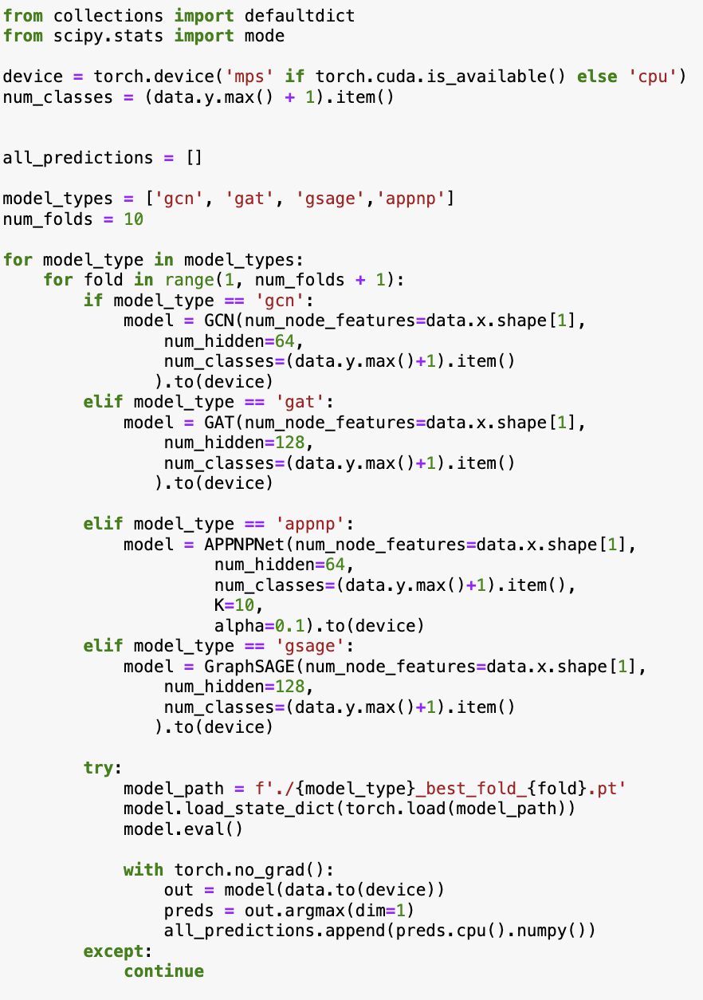 from collections import defaultdict
from scipy.stats import mode

device = torch.device('mps' if torch.cuda.is_available() else 'cpu')
num_classes = (data.y.max() + 1).item()


all_predictions = []

model_types = ['gcn', 'gat', 'gsage','appnp']
num_folds = 10

for model_type in model_types:
    for fold in range(1, num_folds + 1):
        if model_type == 'gcn':
            model = GCN(num_node_features=data.x.shape[1],
                num_hidden=64,
                num_classes=(data.y.max()+1).item()
               ).to(device)
        elif model_type == 'gat':
            model = GAT(num_node_features=data.x.shape[1],
                num_hidden=128,
                num_classes=(data.y.max()+1).item()
               ).to(device)

        elif model_type == 'appnp':
            model = APPNPNet(num_node_features=data.x.shape[1],
                     num_hidden=64,
                     num_classes=(data.y.max()+1).item(),
                     K=10,
                     alpha=0.1).to(device)
        elif model_type == 'gsage':
            model = GraphSAGE(num_node_features=data.x.shape[1],
                num_hidden=128,
                num_classes=(data.y.max()+1).item()
               ).to(device)

        try:
            model_path = f'./{model_type}_best_fold_{fold}.pt'
            model.load_state_dict(torch.load(model_path))
            model.eval()

            with torch.no_grad():
                out = model(data.to(device))
                preds = out.argmax(dim=1)
                all_predictions.append(preds.cpu().numpy())
        except:
            continue